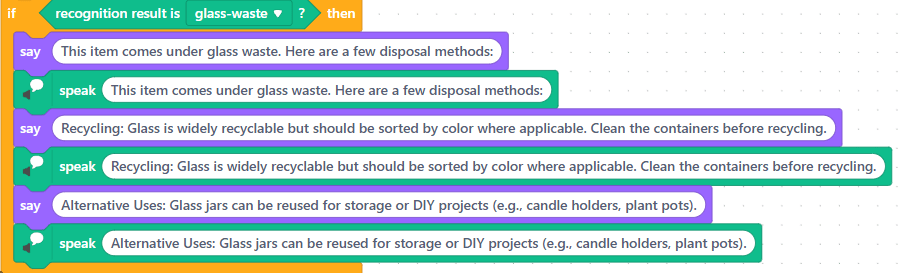 if recognition result is glass-waste ? then
say This item comes under glass waste. Here are a few disposal methods:
speak This item comes under glass waste. Here are a few disposal methods:
say Recycling: Glass is widely recyclable but should be sorted by color where applicable. Clean the containers before recycling.
speak Recycling: Glass is widely recyclable but should be sorted by color where applicable. Clean the containers before recycling.
say Alternative Uses: Glass jars can be reused for storage or DIY projects (e.g., candle holders, plant pots).
speak Alternative Uses: Glass jars can be reused for storage or DIY projects (e.g., candle holders, plant pots).